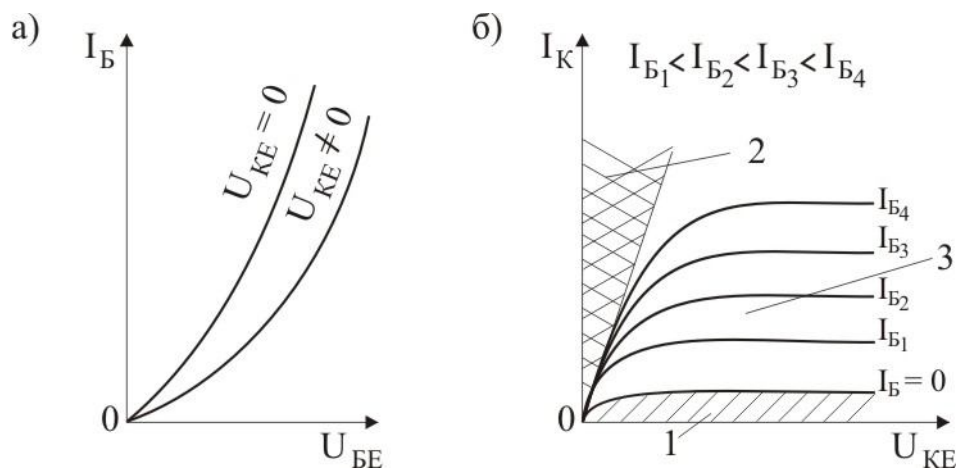 а)
I_Б
U_КЕ = 0
U_КЕ ≠ 0
0
U_БЕ
б)
I_К
I_Б1 < I_Б2 < I_Б3 < I_Б4
2
I_Б4
I_Б3
3
I_Б2
I_Б1
I_Б = 0
0
1
U_КЕ